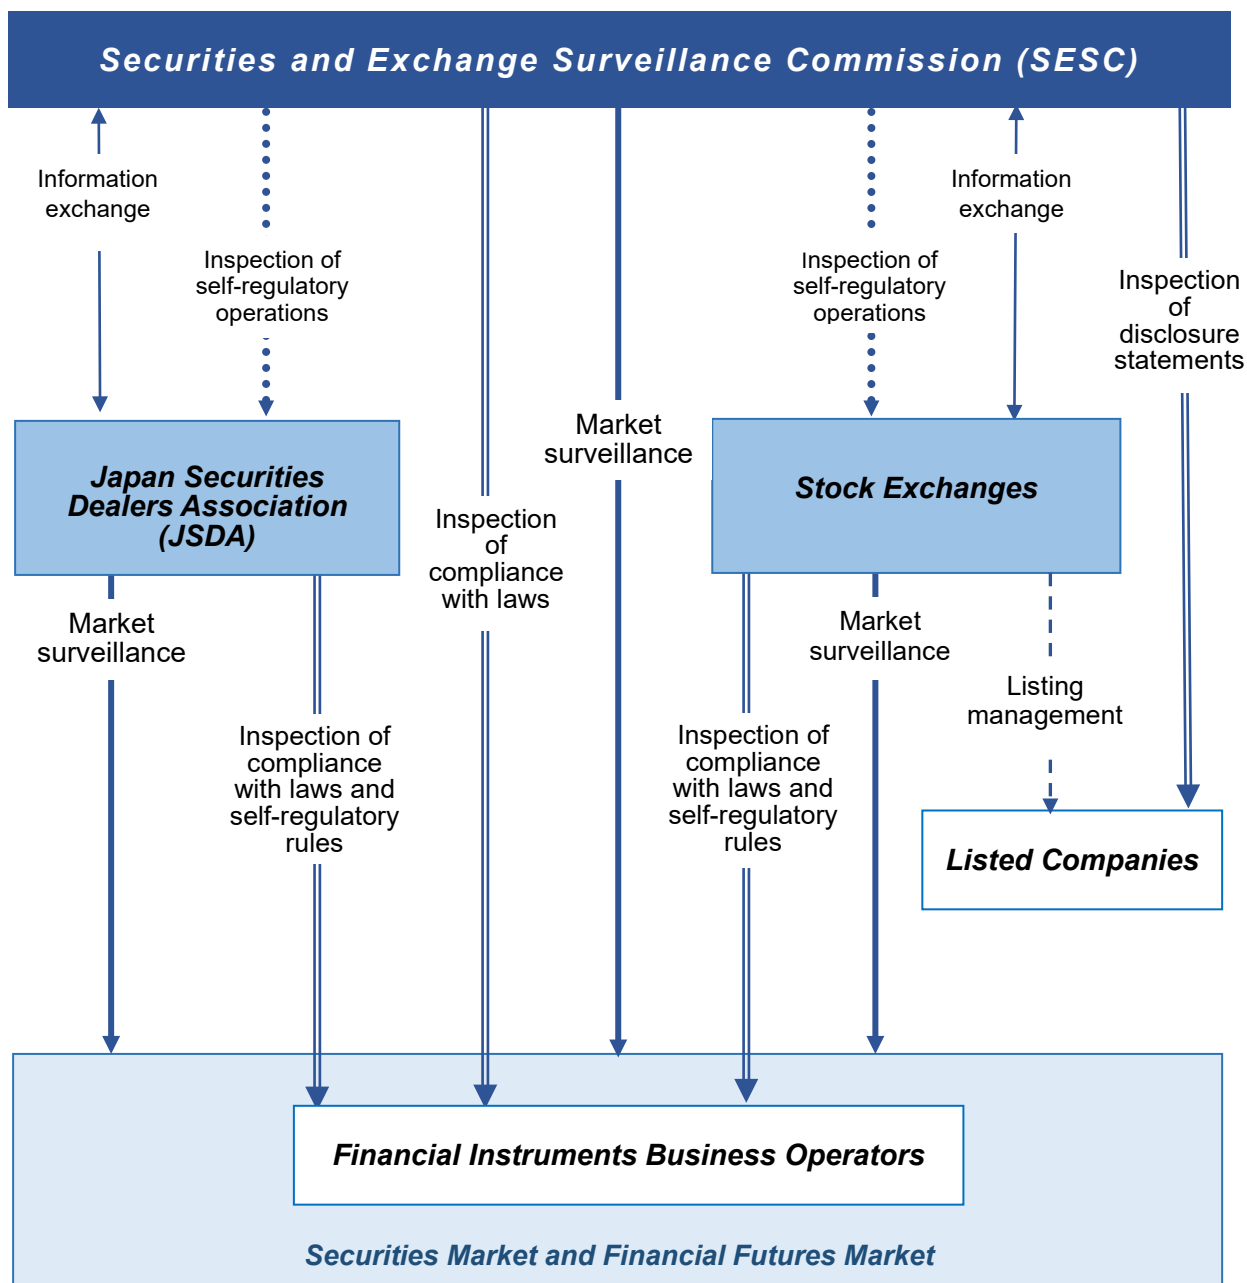 Securities and Exchange Surveillance Commission (SESC)
Information
exchange
Inspection of
self-regulatory
operations
Inspection
of
compliance
with laws
Market
surveillance
Inspection of
self-regulatory
operations
Information
exchange
Inspection
of
disclosure
statements
Japan Securities
Dealers Association
(JSDA)
Stock Exchanges
Market
surveillance
Inspection of
compliance
with laws and
self-regulatory
rules
Inspection of
compliance
with laws and
self-regulatory
rules
Market
surveillance
Listing
management
Listed Companies
Financial Instruments Business Operators
Securities Market and Financial Futures Market